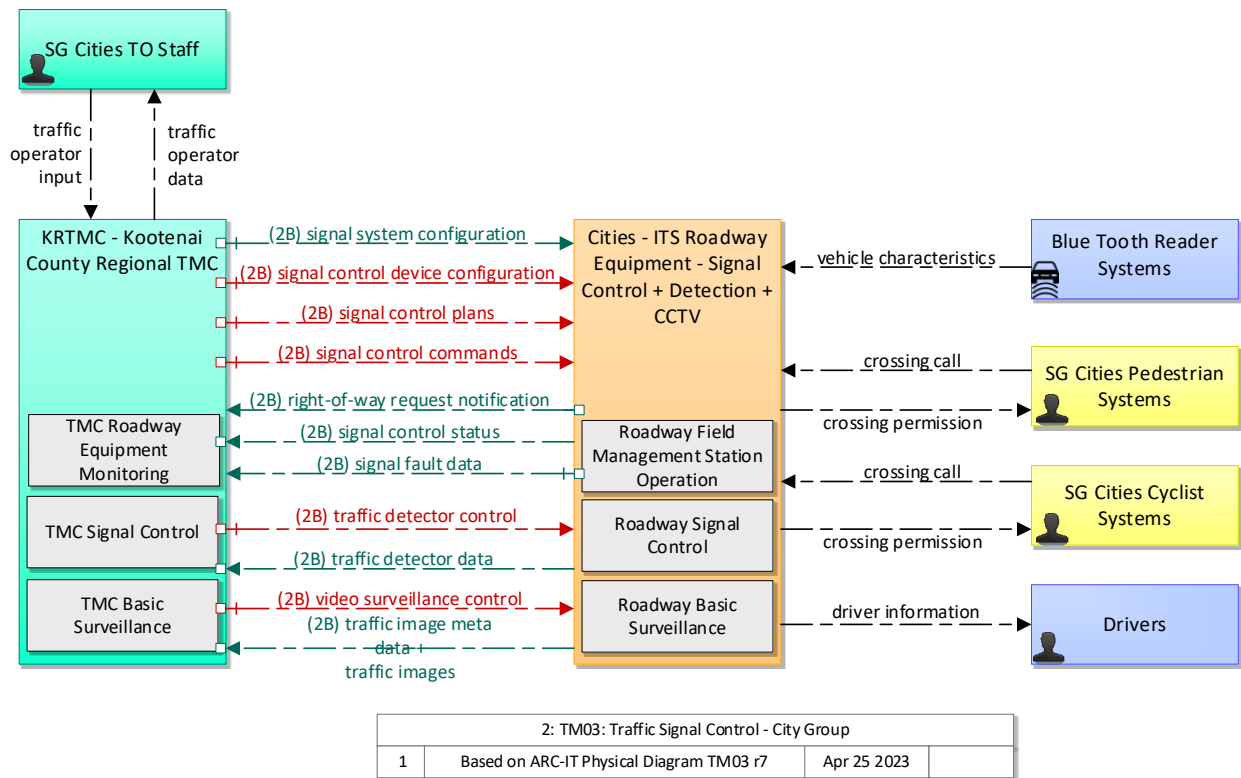 SG Cities TO Staff
traffic
operator
input
traffic
operator
data
KRTMC - Kootenai
County Regional TMC
(2B) signal system configuration
(2B) signal control device configuration
(2B) signal control plans
(2B) signal control commands
(2B) right-of-way request notification
(2B) signal control status
(2B) signal fault data
(2B) traffic detector control
(2B) traffic detector data
(2B) video surveillance control
(2B) traffic image meta
data +
traffic images
TMC Roadway
Equipment
Monitoring
TMC Signal Control
TMC Basic
Surveillance
Cities - ITS Roadway
Equipment - Signal
Control + Detection +
CCTV
Roadway Field
Management Station
Operation
Roadway Signal
Control
Roadway Basic
Surveillance
vehicle characteristics
crossing call
crossing permission
crossing call
crossing permission
driver information
Blue Tooth Reader
Systems
SG Cities Pedestrian
Systems
SG Cities Cyclist
Systems
Drivers
2: TM03: Traffic Signal Control - City Group
1 Based on ARC-IT Physical Diagram TM03 r7 Apr 25 2023